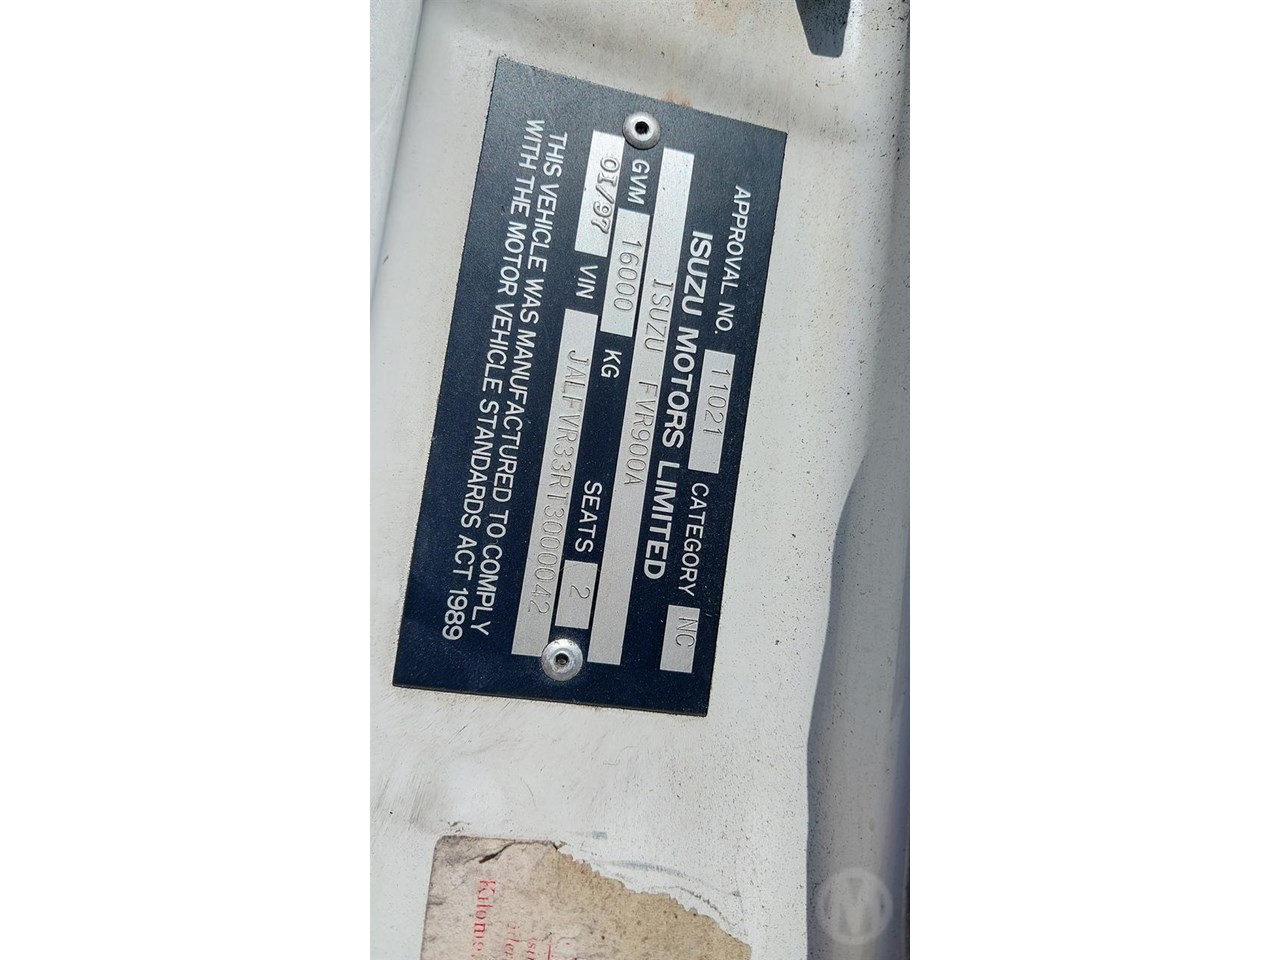 APPROVAL NO. 11021 CATEGORY NC
ISUZU MOTORS LIMITED
ISUZU FVR900A
GVM 16000 KG SEATS 2
01/97 VIN JALFVR33RT3000042
THIS VEHICLE WAS MANUFACTURED TO COMPLY
WITH THE MOTOR VEHICLE STANDARDS ACT 1989
M